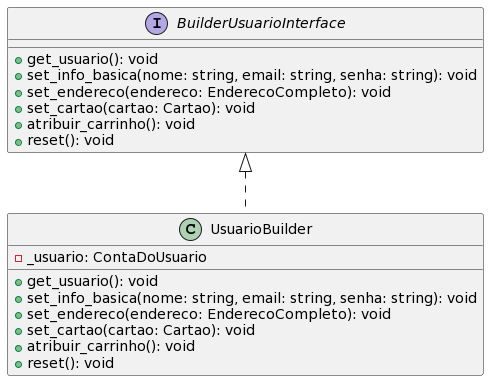 I BuilderUsuarioInterface
get_usuario(): void
set_info_basica(nome: string, email: string, senha: string): void
set_endereco(endereco: EnderecoCompleto): void
set_cartao(cartao: Cartao): void
atribuir_carrinho(): void
reset(): void
C UsuarioBuilder
_usuario: ContaDoUsuario
get_usuario(): void
set_info_basica(nome: string, email: string, senha: string): void
set_endereco(endereco: EnderecoCompleto): void
set_cartao(cartao: Cartao): void
atribuir_carrinho(): void
reset(): void